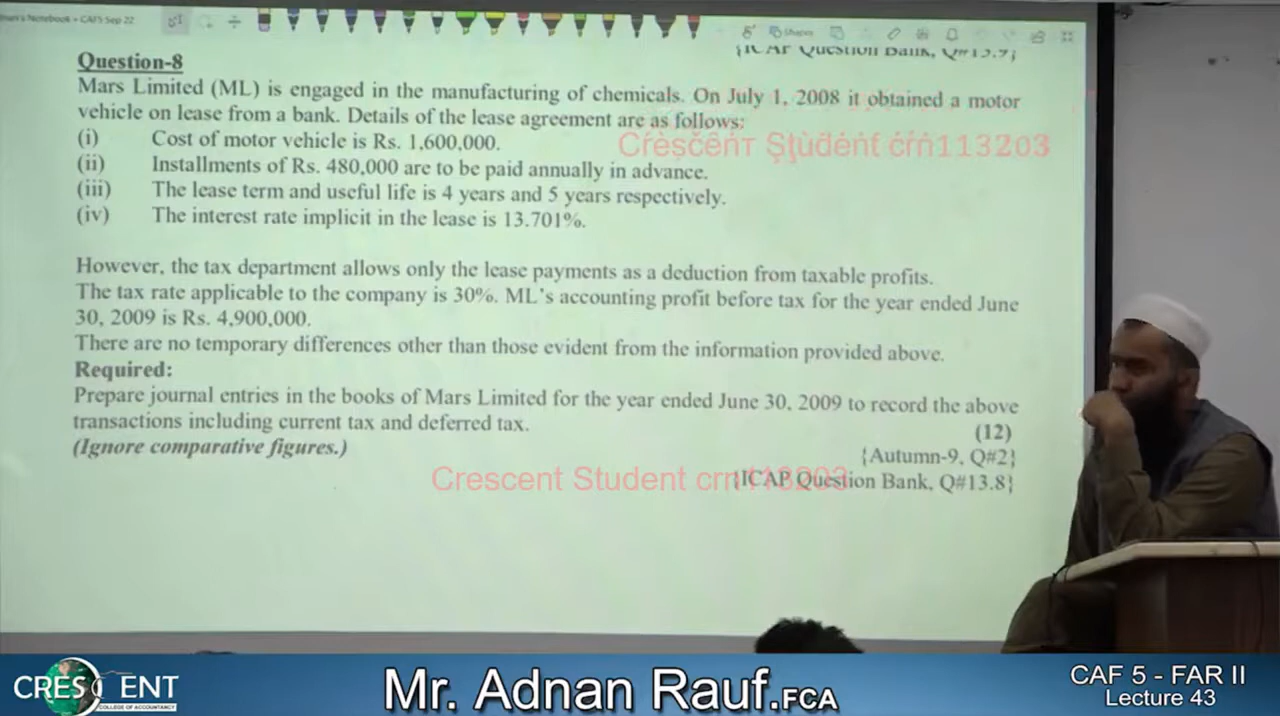 CAF5 Sep 22
Shapes
{ICAP Question Bank, Q#13.9}
Question-8
Mars Limited (ML) is engaged in the manufacturing of chemicals. On July 1, 2008 it obtained a motor
vehicle on lease from a bank. Details of the lease agreement are as follows:
(i) Cost of motor vehicle is Rs. 1,600,000.
Crèsčênт Ştùdėnť ćŕṅ113203
(ii) Installments of Rs. 480,000 are to be paid annually in advance.
(iii) The lease term and useful life is 4 years and 5 years respectively.
(iv) The interest rate implicit in the lease is 13.701%.
However, the tax department allows only the lease payments as a deduction from taxable profits.
The tax rate applicable to the company is 30%. ML's accounting profit before tax for the year ended June
30, 2009 is Rs. 4,900,000.
There are no temporary differences other than those evident from the information provided above.
Required:
Prepare journal entries in the books of Mars Limited for the year ended June 30, 2009 to record the above
transactions including current tax and deferred tax.
(12)
(Ignore comparative figures.)
{Autumn-9, Q#2}
Crescent Student crn113203
{ICAP Question Bank, Q#13.8}
CRESCENT
COLLEGE OF ACCOUNTANCY
Mr. Adnan Rauf.FCA
CAF 5 - FAR II
Lecture 43